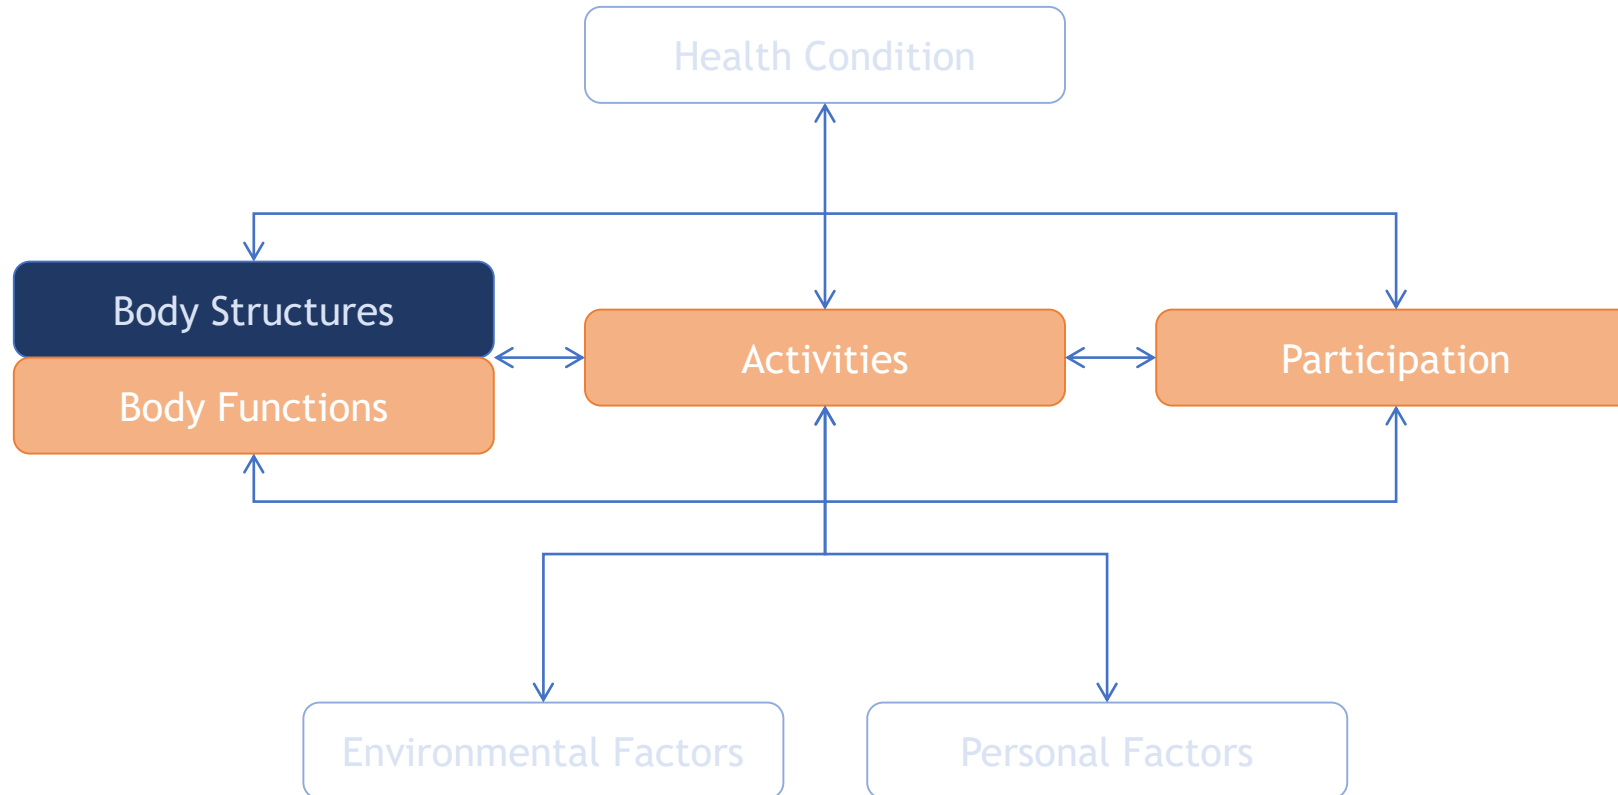 Health Condition
Body Structures
Body Functions
Activities
Participation
Environmental Factors
Personal Factors